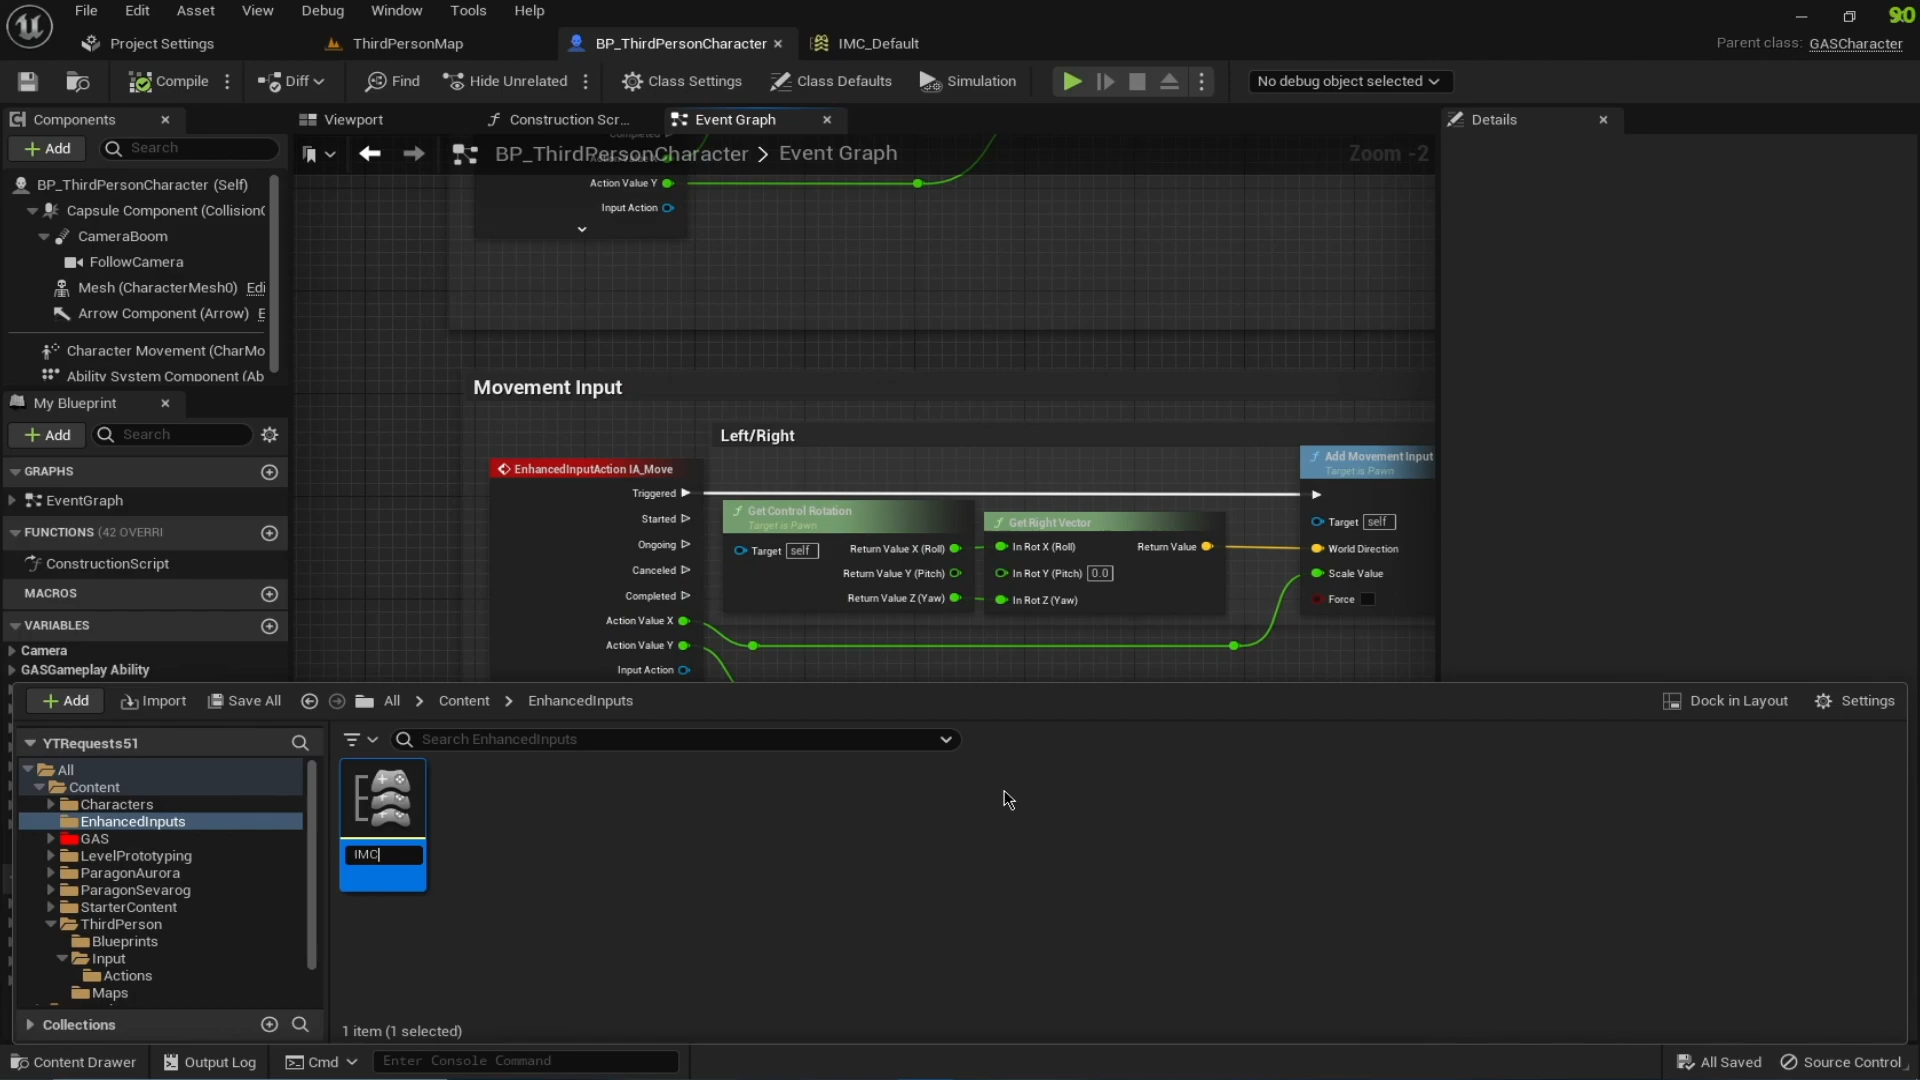 File Edit Asset View Debug Window Tools Help
90
Project Settings ThirdPersonMap BP_ThirdPersonCharacter IMC_Default
Parent class: GASCharacter
Compile Diff Find Hide Unrelated Class Settings Class Defaults Simulation No debug object selected
Components Viewport Construction Scr... Event Graph Details
Add Search
BP_ThirdPersonCharacter > Event Graph Zoom -2
BP_ThirdPersonCharacter (Self)
Capsule Component (CollisionC
CameraBoom
FollowCamera
Mesh (CharacterMesh0) Edi
Arrow Component (Arrow) E
Character Movement (CharMo
Ability System Component (Ab
Completed
Action Value X
Action Value Y
Input Action
My Blueprint
Add Search
GRAPHS
EventGraph
FUNCTIONS (42 OVERRI
ConstructionScript
MACROS
VARIABLES
Camera
GASGameplay Ability
Movement Input
Left/Right
EnhancedInputAction IA_Move
Triggered
Started
Ongoing
Canceled
Completed
Action Value X
Action Value Y
Input Action
Get Control Rotation
Target is Pawn
Target self
Return Value X (Roll)
Return Value Y (Pitch)
Return Value Z (Yaw)
Get Right Vector
In Rot X (Roll) Return Value
In Rot Y (Pitch) 0.0
In Rot Z (Yaw)
Add Movement Input
Target is Pawn
Target self
World Direction
Scale Value
Force
Add Import Save All All > Content > EnhancedInputs Dock in Layout Settings
YTRequests51
Search EnhancedInputs
All
Content
Characters
EnhancedInputs
GAS
LevelPrototyping
ParagonAurora
ParagonSevarog
StarterContent
ThirdPerson
Blueprints
Input
Actions
Maps
Collections
IMC
1 item (1 selected)
Content Drawer Output Log Cmd Enter Console Command All Saved Source Control